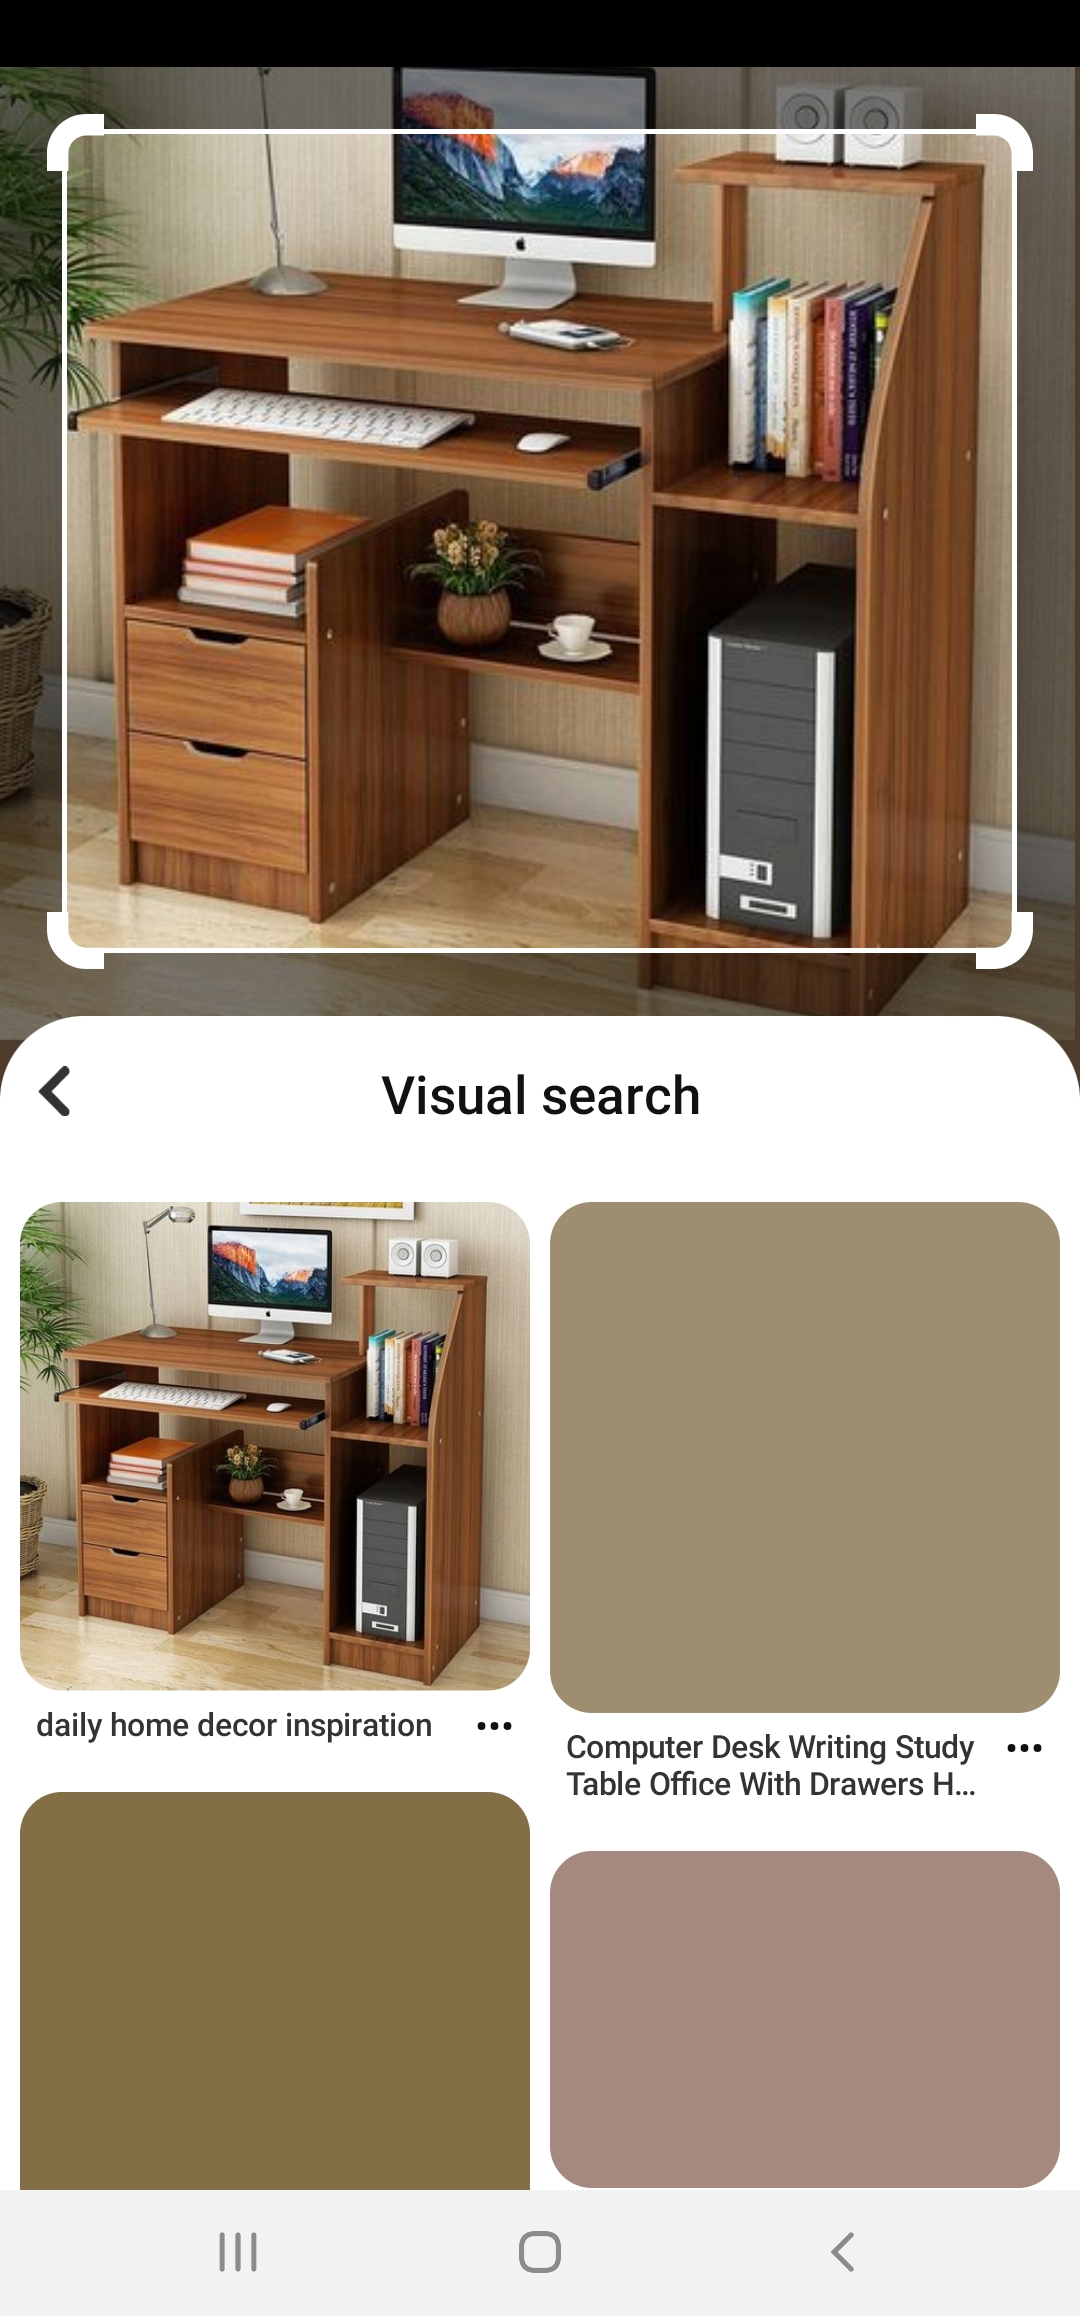 Visual search
daily home decor inspiration
Computer Desk Writing Study
Table Office With Drawers H...